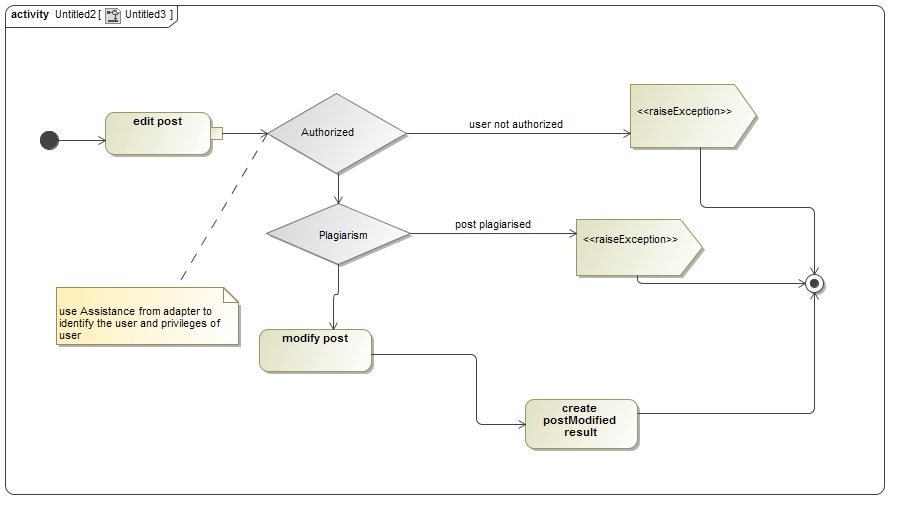 activity Untitled2 [ Untitled3 ]
edit post
Authorized
user not authorized
<<raiseException>>
Plagiarism
post plagiarised
<<raiseException>>
use Assistance from adapter to
identify the user and privileges of
user
modify post
create
postModified
result